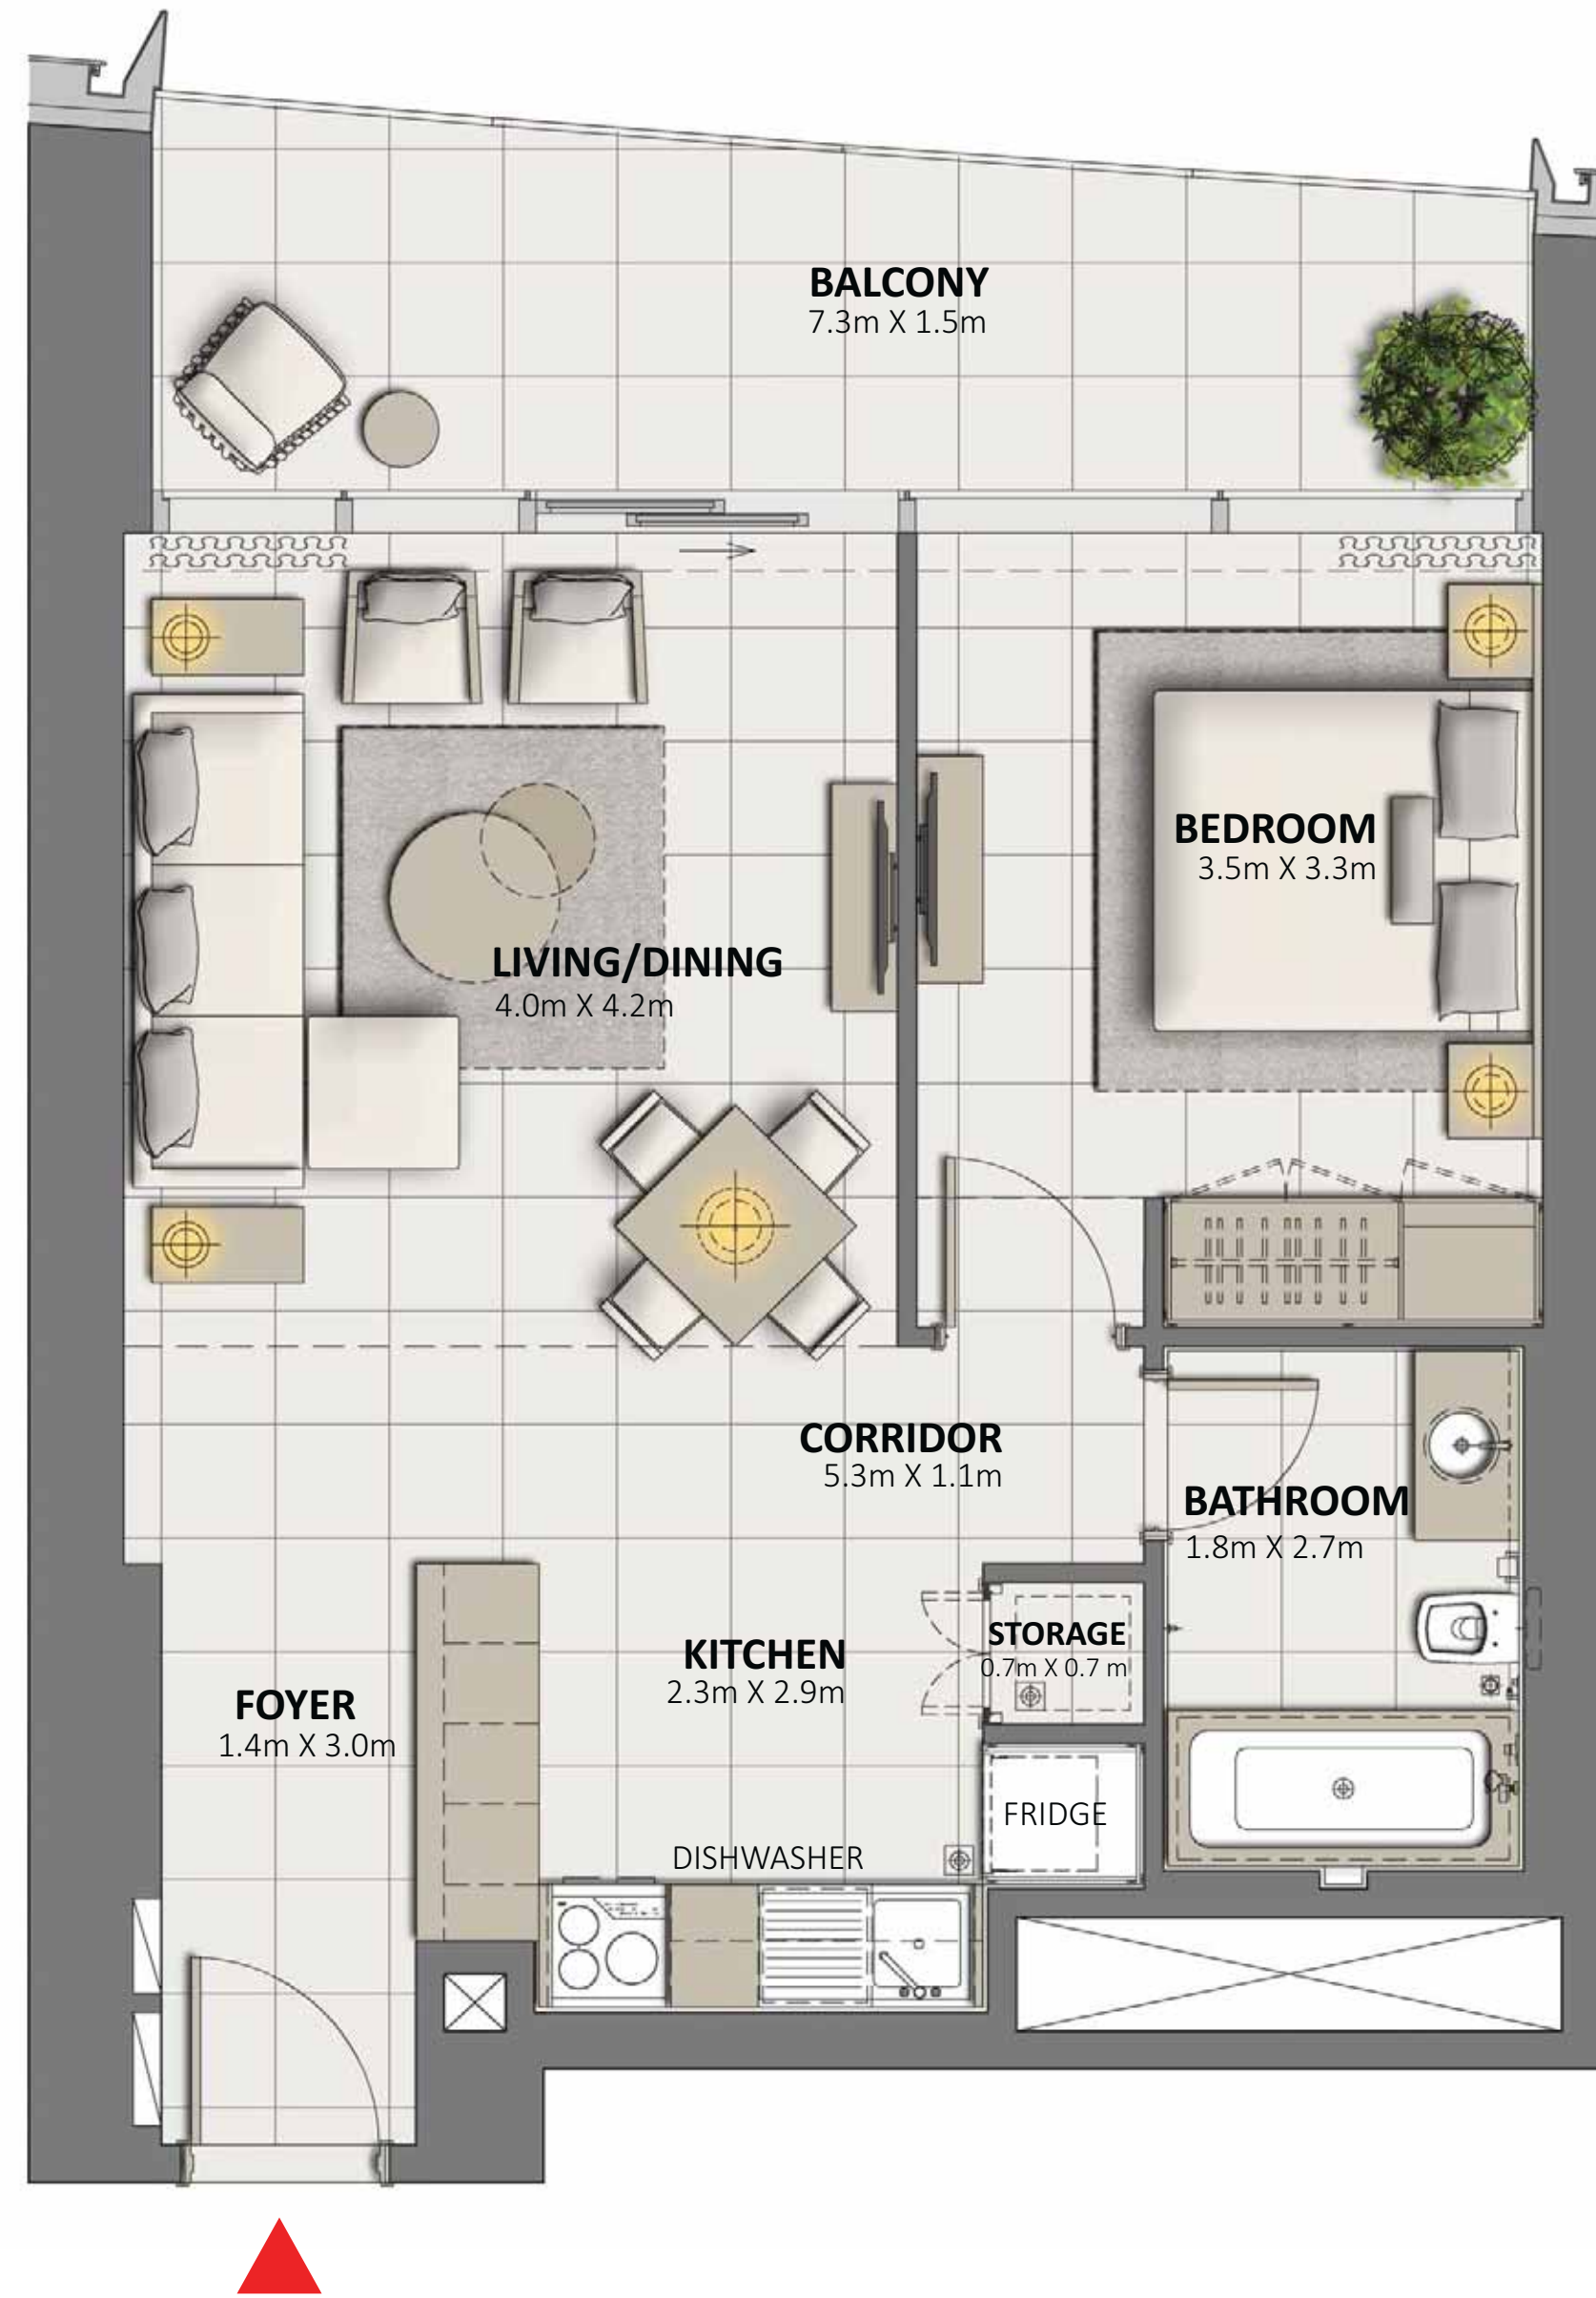 BALCONY
7.3m X 1.5m
BEDROOM
3.5m X 3.3m
LIVING/DINING
4.0m X 4.2m
CORRIDOR
5.3m X 1.1m
BATHROOM
1.8m X 2.7m
STORAGE
0.7m X 0.7 m
KITCHEN
2.3m X 2.9m
FOYER
1.4m X 3.0m
FRIDGE
DISHWASHER